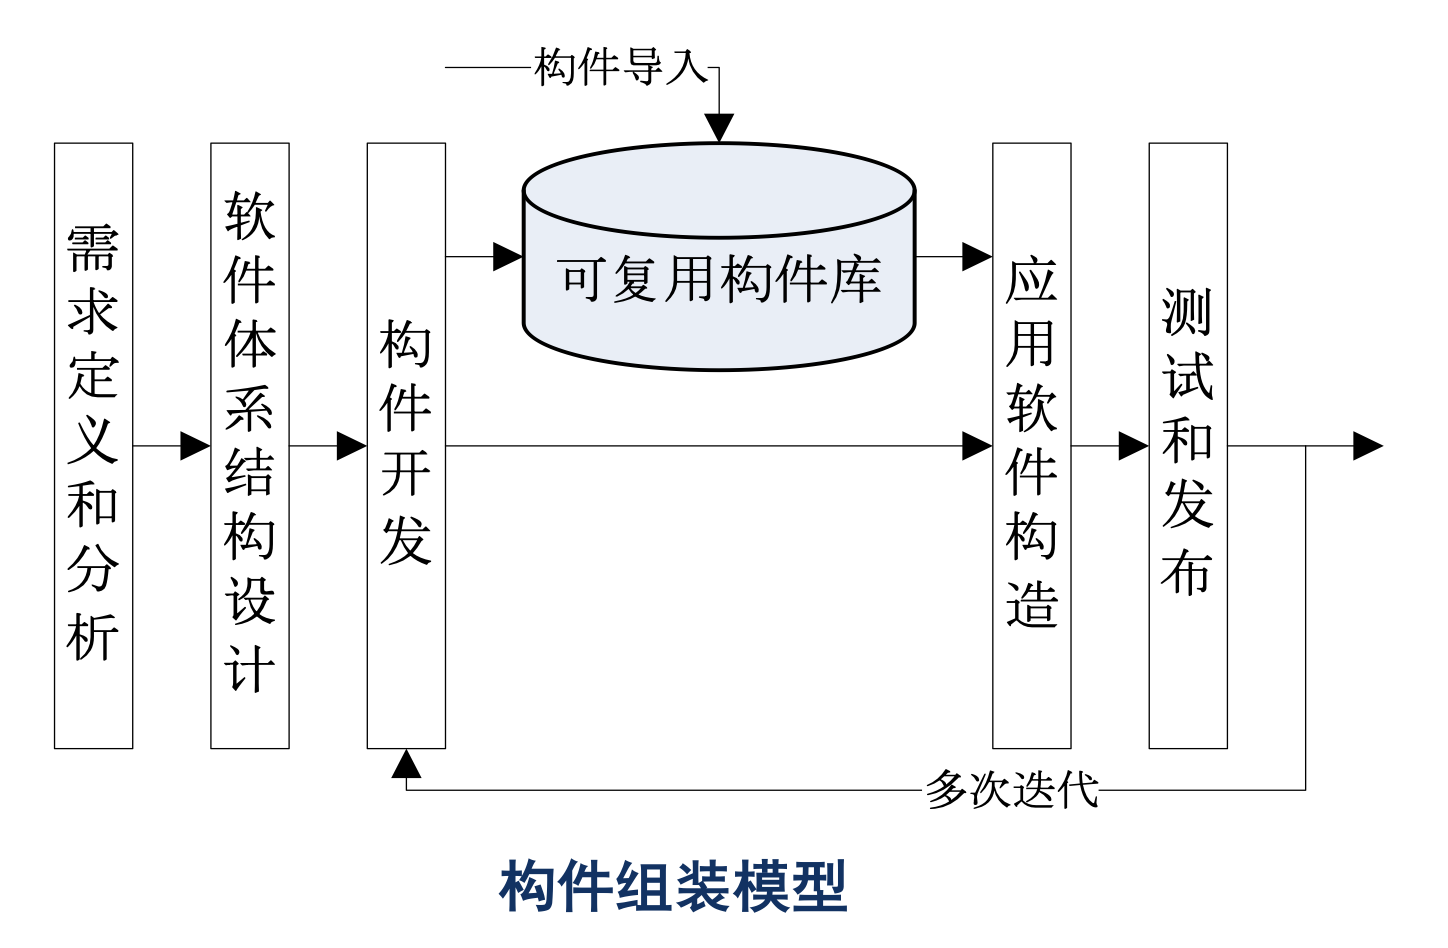 构件导入
需求定义和分析
软件体系结构设计
构件开发
可复用构件库
应用软件构造
测试和发布
多次迭代
构件组装模型